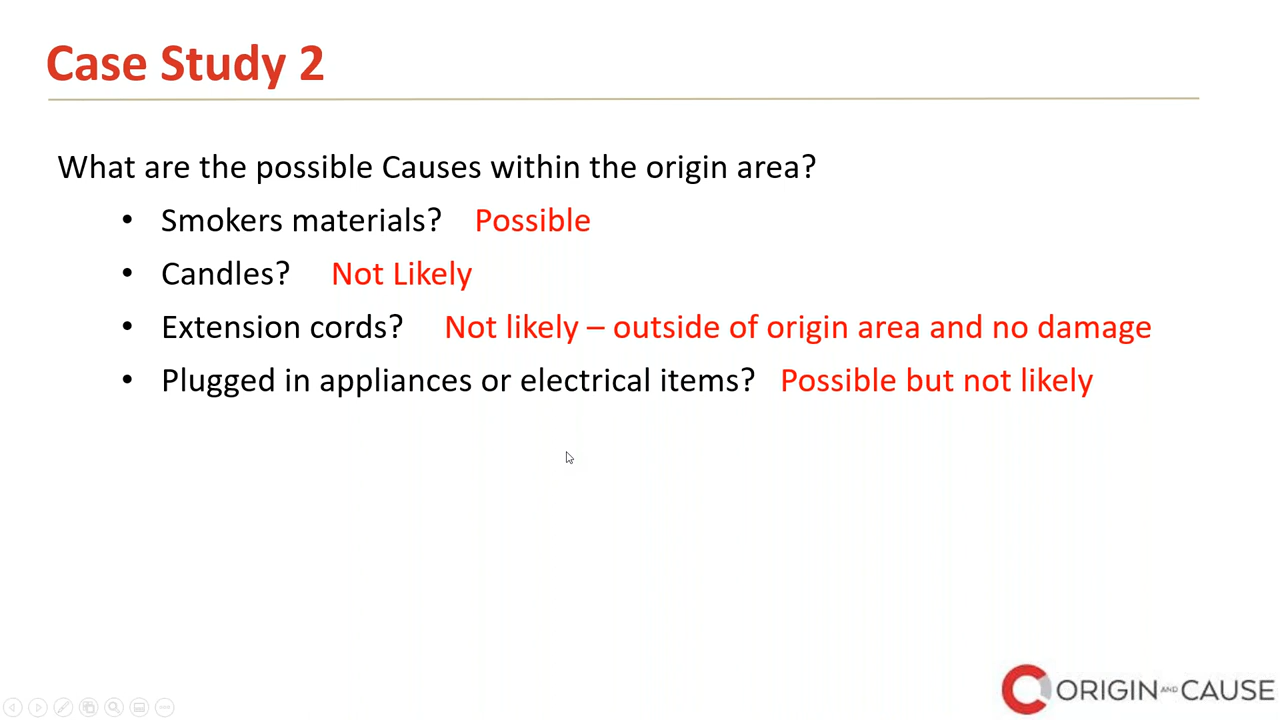 Case Study 2
What are the possible Causes within the origin area?
• Smokers materials? Possible
• Candles? Not Likely
• Extension cords? Not likely – outside of origin area and no damage
• Plugged in appliances or electrical items? Possible but not likely
ORIGIN AND CAUSE